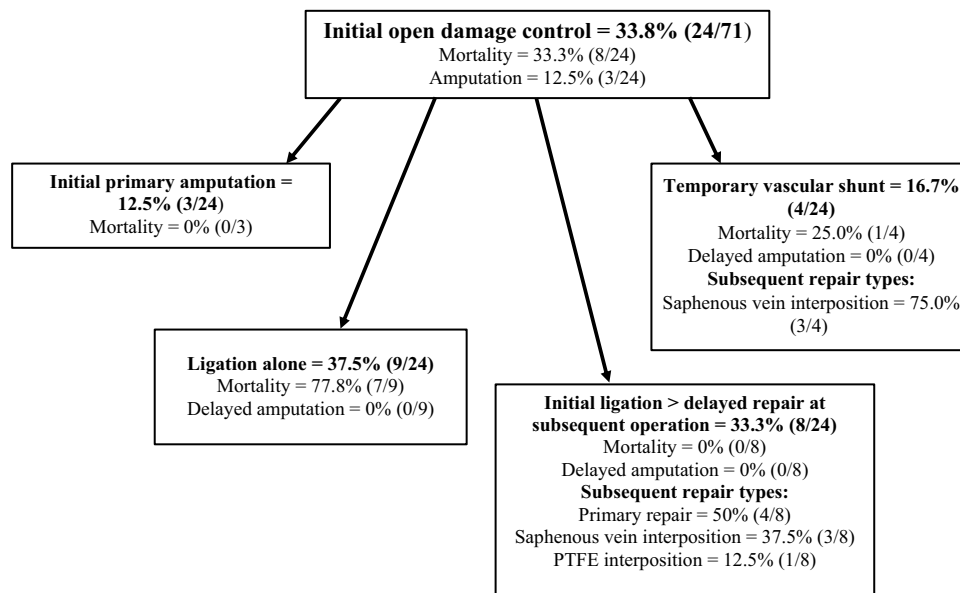 Initial open damage control = 33.8% (24/71)
Mortality = 33.3% (8/24)
Amputation = 12.5% (3/24)
Initial primary amputation =
12.5% (3/24)
Mortality = 0% (0/3)
Temporary vascular shunt = 16.7%
(4/24)
Mortality = 25.0% (1/4)
Delayed amputation = 0% (0/4)
Subsequent repair types:
Saphenous vein interposition = 75.0%
(3/4)
Ligation alone = 37.5% (9/24)
Mortality = 77.8% (7/9)
Delayed amputation = 0% (0/9)
Initial ligation > delayed repair at
subsequent operation = 33.3% (8/24)
Mortality = 0% (0/8)
Delayed amputation = 0% (0/8)
Subsequent repair types:
Primary repair = 50% (4/8)
Saphenous vein interposition = 37.5% (3/8)
PTFE interposition = 12.5% (1/8)